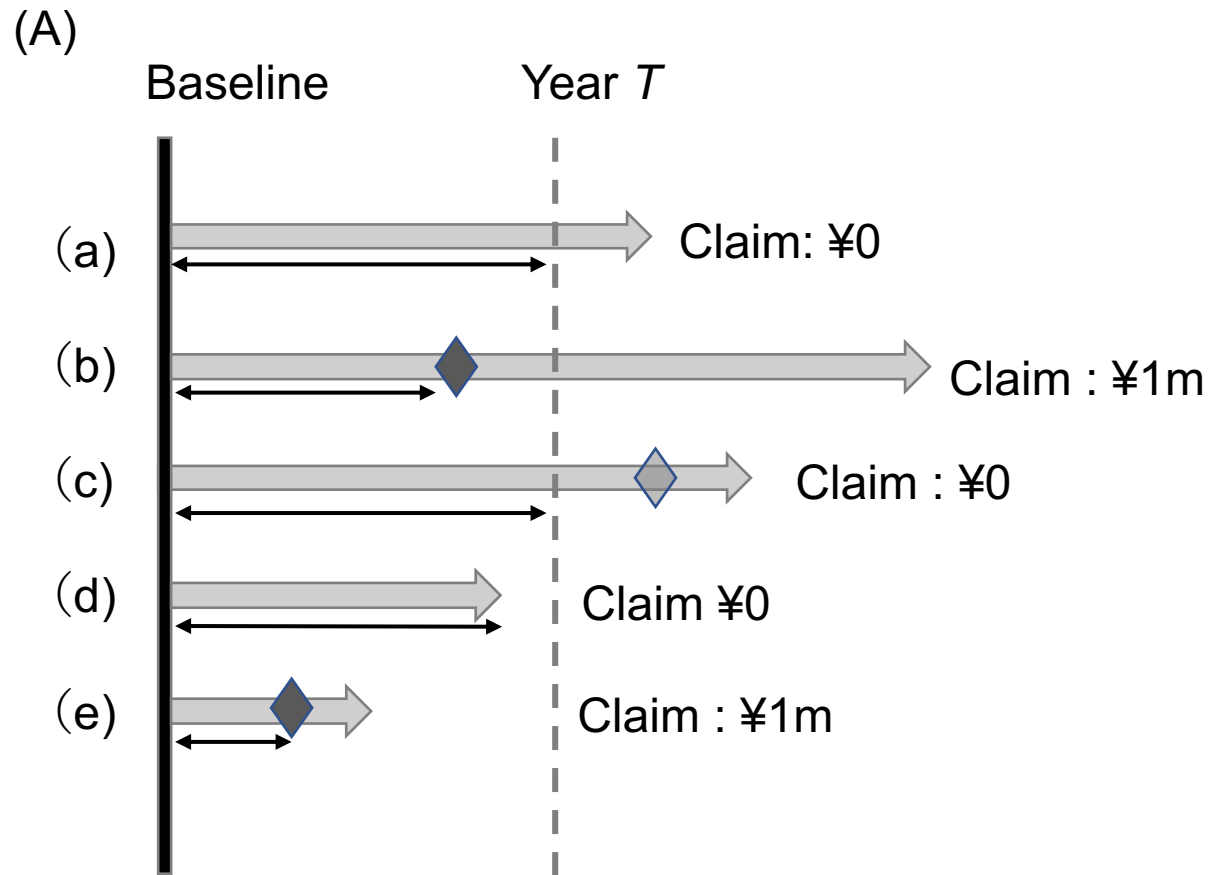 (A)
Baseline Year T
（a) Claim: ¥0
（b) Claim : ¥1m
（c) Claim : ¥0
（d) Claim ¥0
（e) Claim : ¥1m